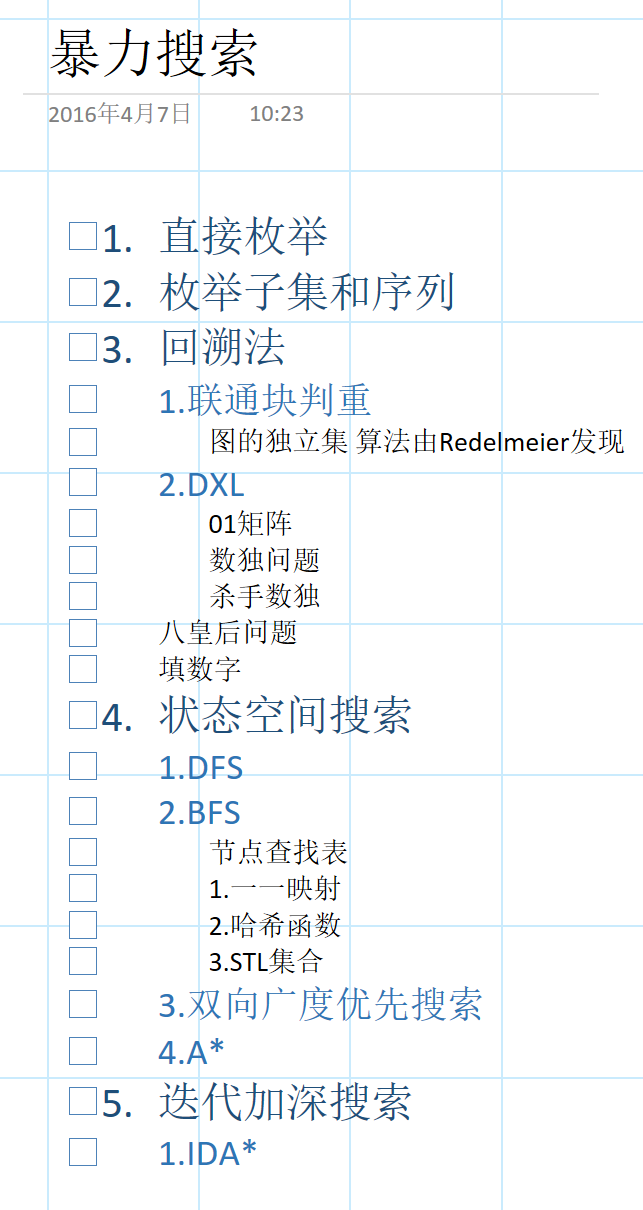 暴力搜索
2016年4月7日 10:23
1. 直接枚举
2. 枚举子集和序列
3. 回溯法
1.联通块判重
图的独立集 算法由Redelmeier发现
2.DXL
01矩阵
数独问题
杀手数独
八皇后问题
填数字
4. 状态空间搜索
1.DFS
2.BFS
节点查找表
1.一一映射
2.哈希函数
3.STL集合
3.双向广度优先搜索
4.A*
5. 迭代加深搜索
1.IDA*